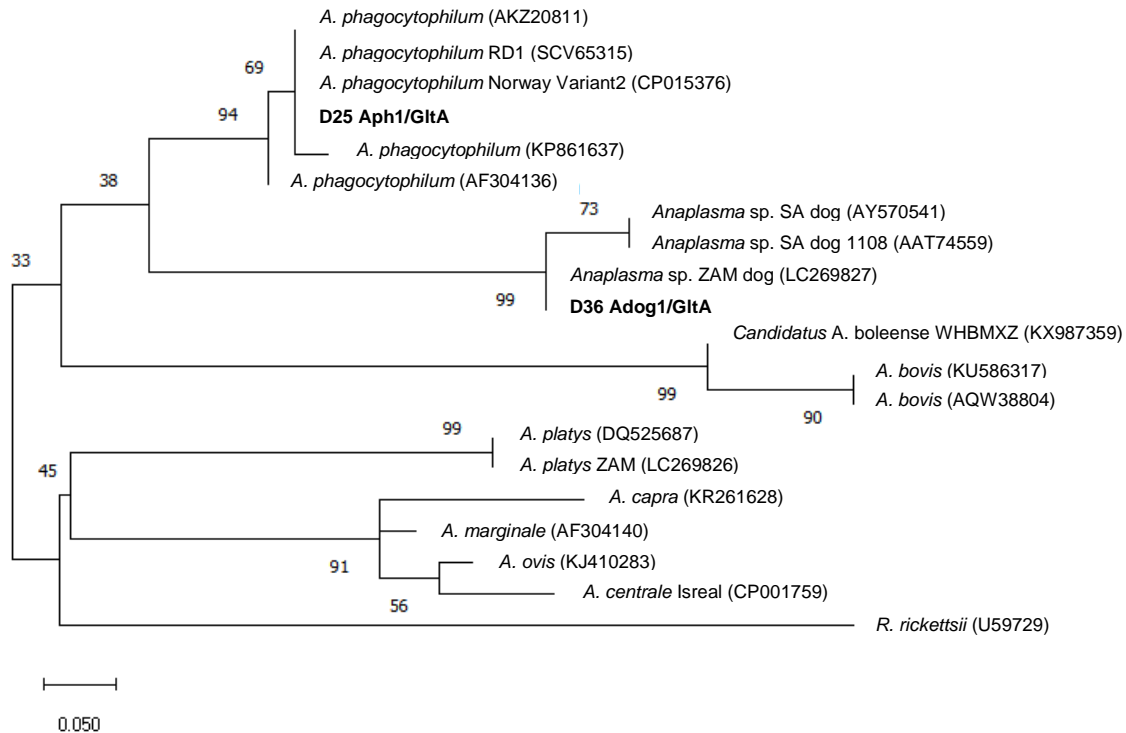 A. phagocytophilum (AKZ20811)
A. phagocytophilum RD1 (SCV65315)
69
A. phagocytophilum Norway Variant2 (CP015376)
94
D25 Aph1/GltA
A. phagocytophilum (KP861637)
38
A. phagocytophilum (AF304136)
73
Anaplasma sp. SA dog (AY570541)
Anaplasma sp. SA dog 1108 (AAT74559)
33
Anaplasma sp. ZAM dog (LC269827)
99
D36 Adog1/GltA
Candidatus A. boleense WHBMXZ (KX987359)
A. bovis (KU586317)
99
A. bovis (AQW38804)
90
99
A. platys (DQ525687)
A. platys ZAM (LC269826)
45
A. capra (KR261628)
A. marginale (AF304140)
A. ovis (KJ410283)
91
A. centrale Isreal (CP001759)
56
R. rickettsii (U59729)
0.050